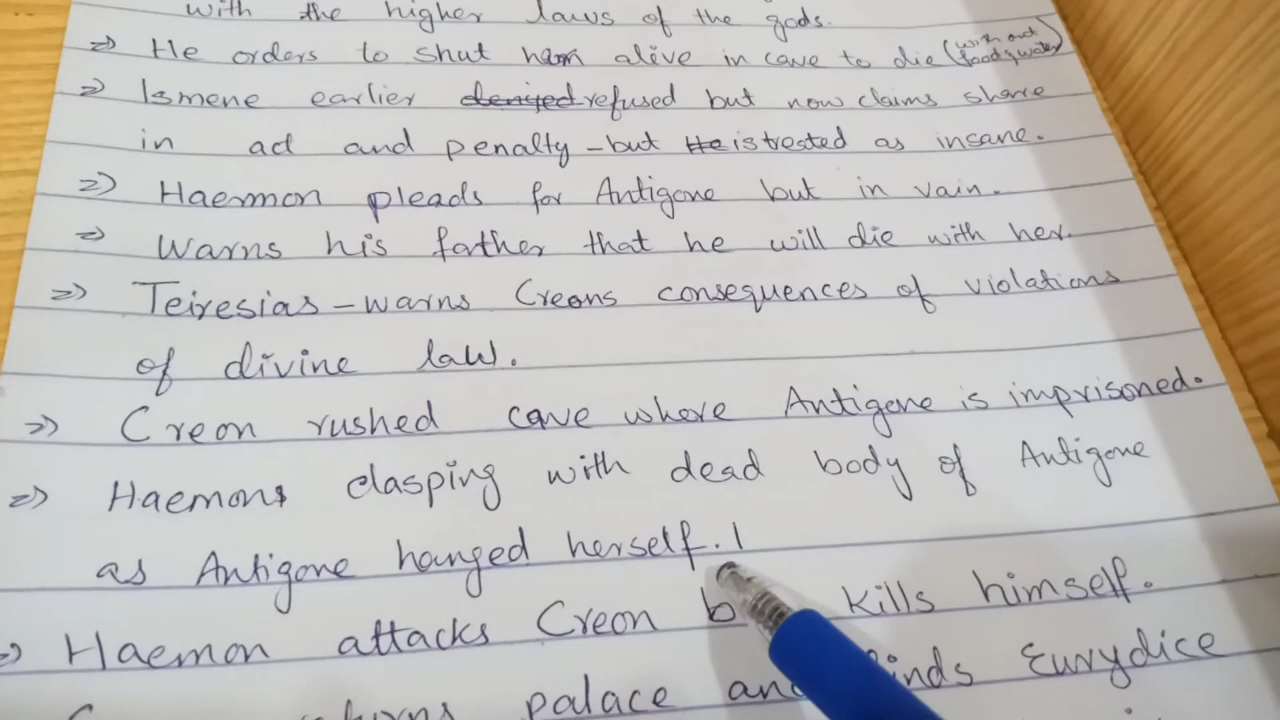 with the higher laws of the gods.
⇒ He orders to shut ham alive in cave to die (without food & water)
⇒ Ismene earlier denied refused but now claims share
in act and penalty - but He is treated as insane.
⇒ Haemon pleads for Antigone but in vain.
⇒ Warns his farther that he will die with her.
⇒ Teiresias - warns Creons consequences of violations
of divine law.
⇒ Creon rushed cave where Antigone is imprisoned.
⇒ Haemons clasping with dead body of Antigone
as Antigone hanged herself.
⇒ Haemon attacks Creon kills himself.
palace and finds Eurydice